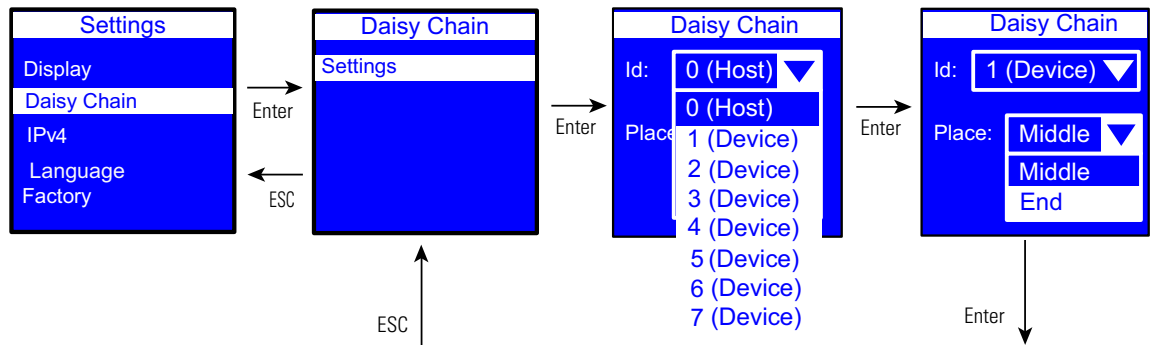 Settings
Display
Daisy Chain
IPv4
Language
Factory
Enter
ESC
Daisy Chain
Settings
ESC
Enter
Daisy Chain
Id: 0 (Host)
0 (Host)
Place
1 (Device)
2 (Device)
3 (Device)
4 (Device)
5 (Device)
6 (Device)
7 (Device)
Enter
Daisy Chain
Id: 1 (Device)
Place: Middle
Middle
End
Enter